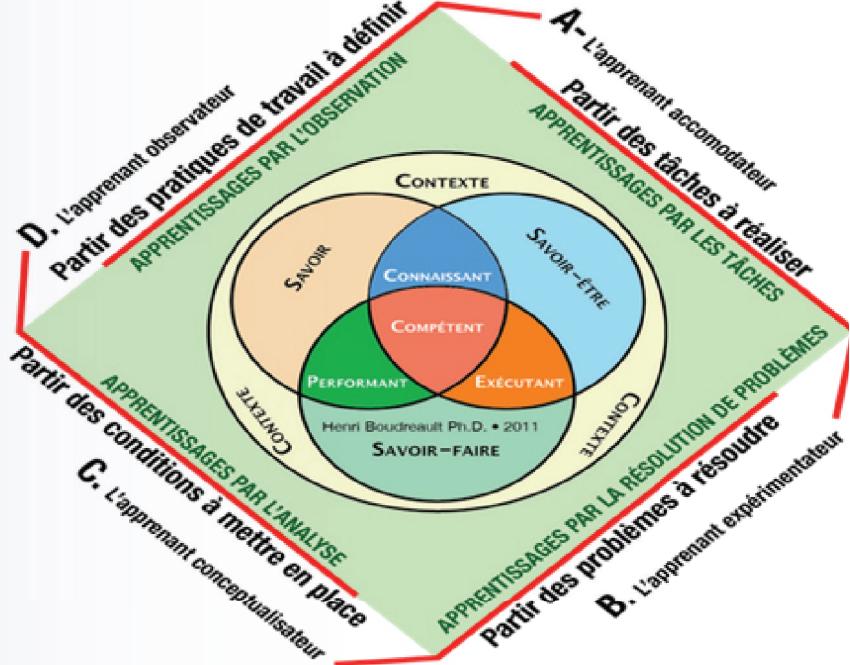 A- L'apprenant accomodateur
Partir des tâches à réaliser
APPRENTISSAGES PAR LES TÂCHES
B. L'apprenant expérimentateur
Partir des problèmes à résoudre
APPRENTISSAGES PAR LA RÉSOLUTION DE PROBLÈMES
C. L'apprenant conceptualisateur
Partir des conditions à mettre en place
APPRENTISSAGES PAR L'ANALYSE
D. L'apprenant observateur
Partir des pratiques de travail à définir
APPRENTISSAGES PAR L'OBSERVATION
CONTEXTE
SAVOIR
SAVOIR-ÊTRE
CONNAISSANT
COMPÉTENT
PERFORMANT
EXÉCUTANT
CONTEXTE
CONTEXTE
Henri Boudreault Ph.D. • 2011
SAVOIR-FAIRE